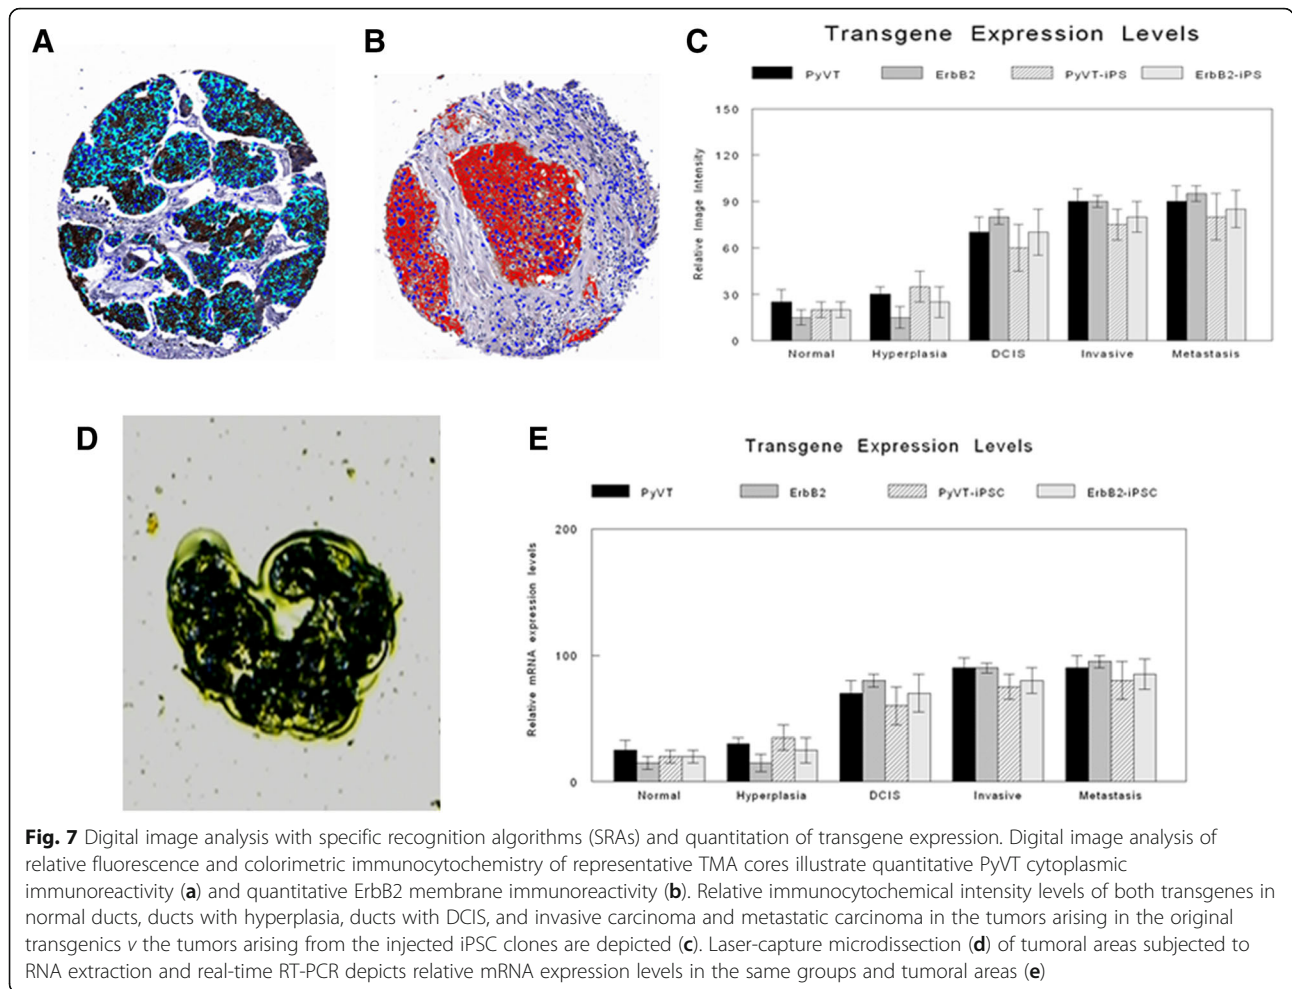 A
B
C
Transgene Expression Levels
PyVT
ErbB2
PyVT-iPS
ErbB2-iPS
Relative Image Intensity
150
120
90
60
30
0
Normal
Hyperplasia
DCIS
Invasive
Metastasis
D
E
Transgene Expression Levels
PyVT
ErbB2
PyVT-iPSC
ErbB2-iPSC
Relative mRNA expression levels
200
100
0
Normal
Hyperplasia
DCIS
Invasive
Metastasis
Fig. 7 Digital image analysis with specific recognition algorithms (SRAs) and quantitation of transgene expression. Digital image analysis of
relative fluorescence and colorimetric immunocytochemistry of representative TMA cores illustrate quantitative PyVT cytoplasmic
immunoreactivity (a) and quantitative ErbB2 membrane immunoreactivity (b). Relative immunocytochemical intensity levels of both transgenes in
normal ducts, ducts with hyperplasia, ducts with DCIS, and invasive carcinoma and metastatic carcinoma in the tumors arising in the original
transgenics v the tumors arising from the injected iPSC clones are depicted (c). Laser-capture microdissection (d) of tumoral areas subjected to
RNA extraction and real-time RT-PCR depicts relative mRNA expression levels in the same groups and tumoral areas (e)